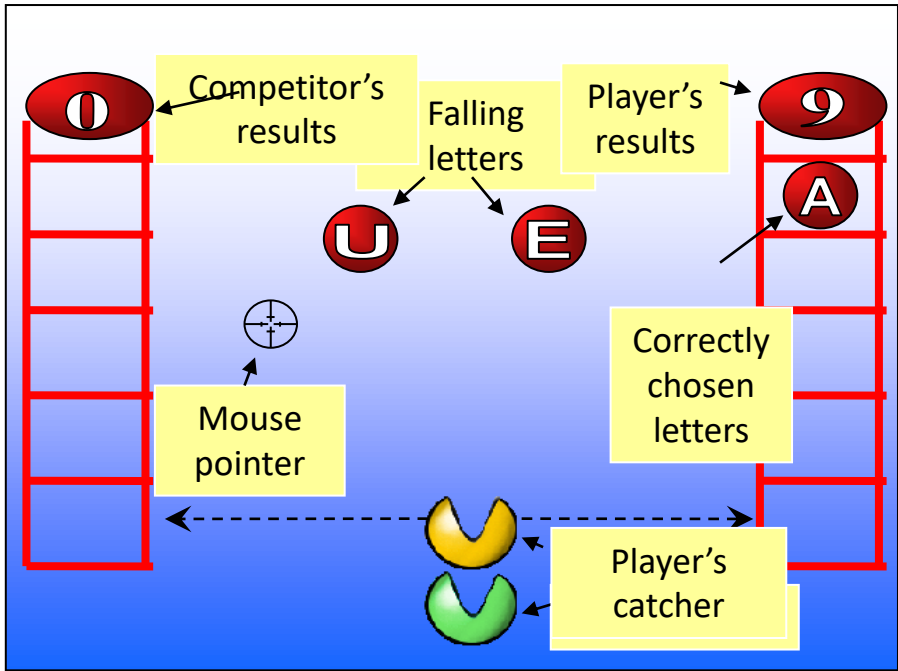 0
Competitor’s
results
Falling
letters
Player’s
results
9
A
U
E
Correctly
chosen
letters
Mouse
pointer
Player’s
catcher